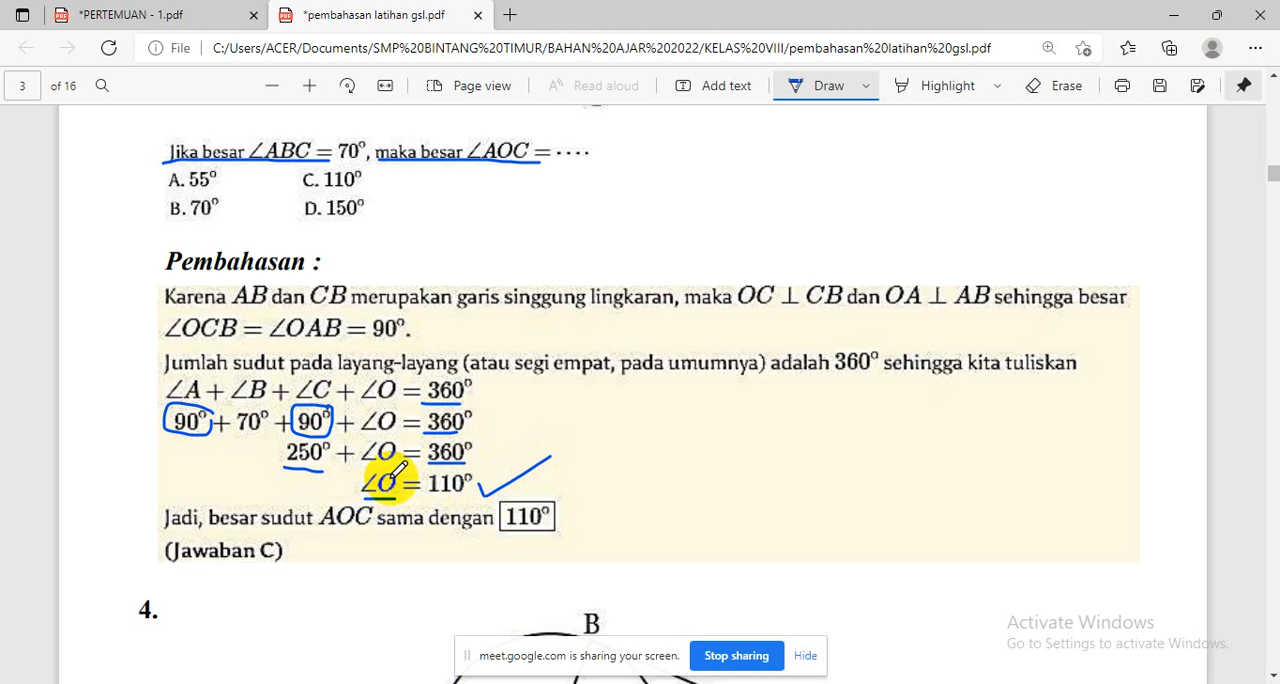 *PERTEMUAN - 1.pdf
*pembahasan latihan gsl.pdf
File C:/Users/ACER/Documents/SMP%20BINTANG%20TIMUR/BAHAN%20AJAR%202022/KELAS%20VIII/pembahasan%20latihan%20gsl.pdf
3 of 16 Page view Read aloud Add text Draw Highlight Erase
Jika besar ∠ABC = 70°, maka besar ∠AOC = ····
A. 55° C. 110°
B. 70° D. 150°
Pembahasan :
Karena AB dan CB merupakan garis singgung lingkaran, maka OC ⊥ CB dan OA ⊥ AB sehingga besar
∠OCB = ∠OAB = 90°.
Jumlah sudut pada layang-layang (atau segi empat, pada umumnya) adalah 360° sehingga kita tuliskan
∠A + ∠B + ∠C + ∠O = 360°
90° + 70° + 90° + ∠O = 360°
250° + ∠O = 360°
∠O = 110°
Jadi, besar sudut AOC sama dengan 110°
(Jawaban C)
4.
B
Activate Windows
Go to Settings to activate Windows.
meet.google.com is sharing your screen. Stop sharing Hide